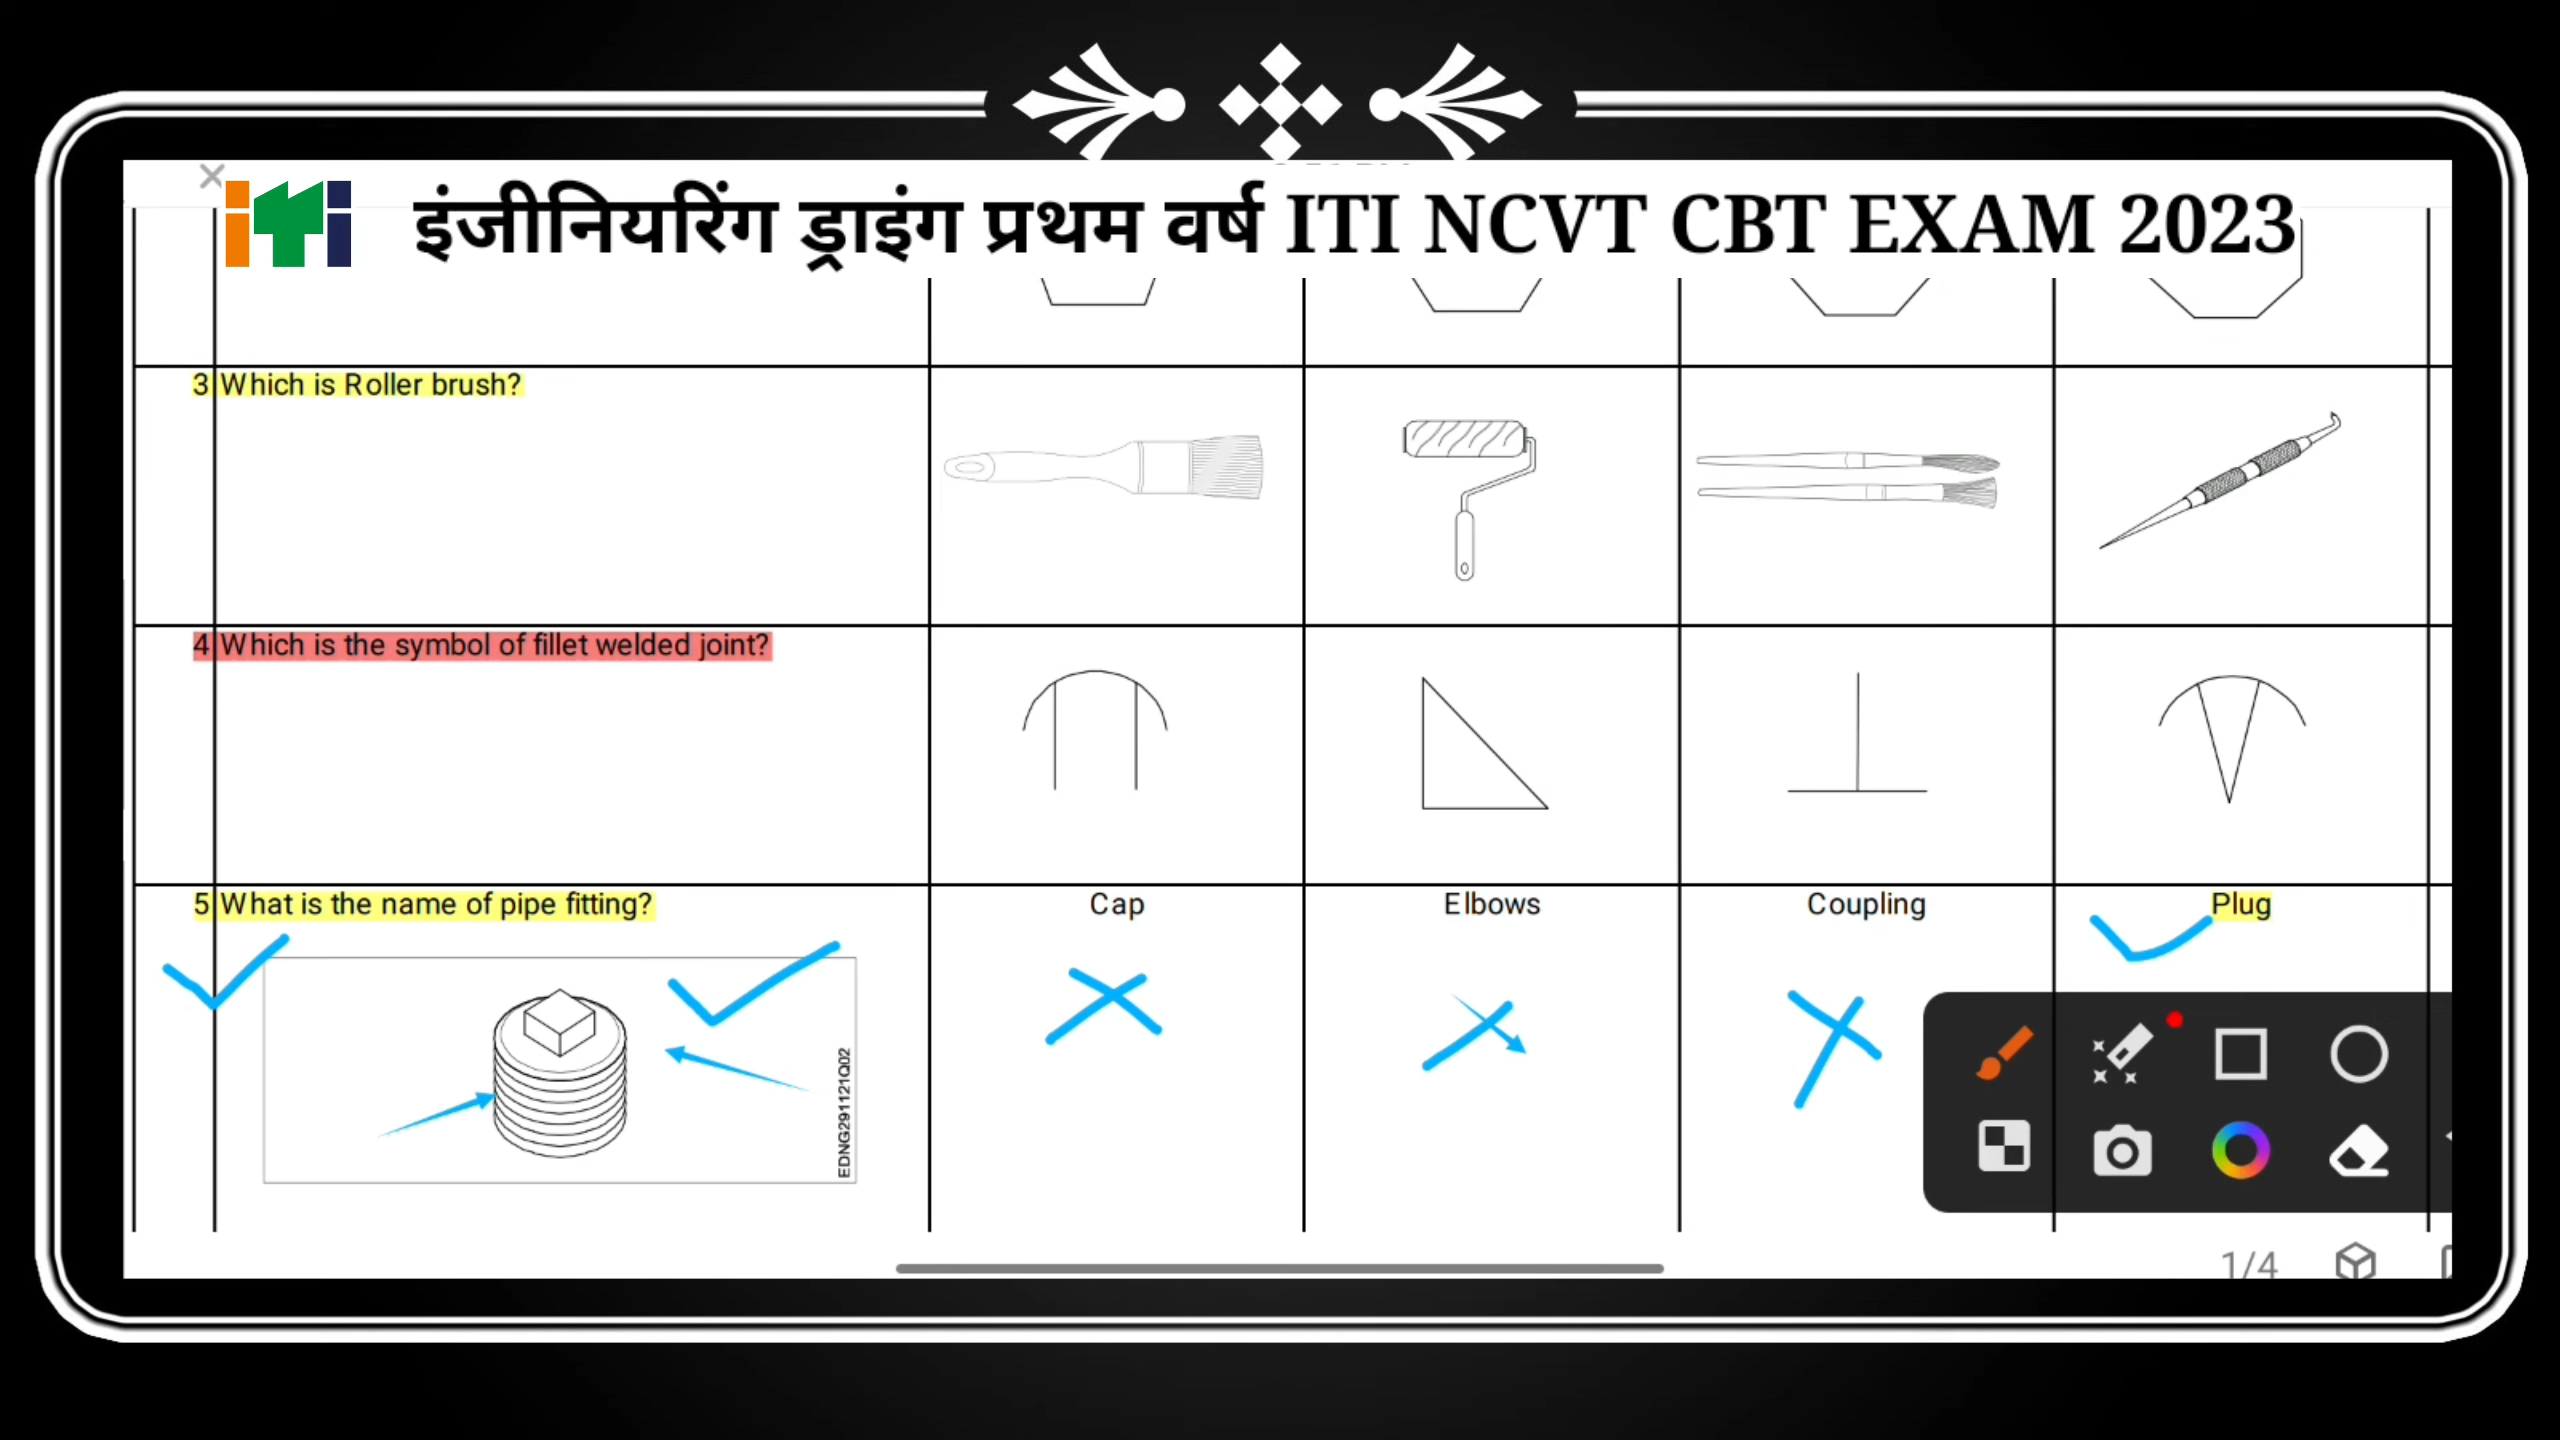 iTi
इंजीनियरिंग ड्राइंग प्रथम वर्ष ITI NCVT CBT EXAM 2023
3 Which is Roller brush?
4 Which is the symbol of fillet welded joint?
5 What is the name of pipe fitting?
Cap
Elbows
Coupling
Plug
EDNG291121Q02
1/4